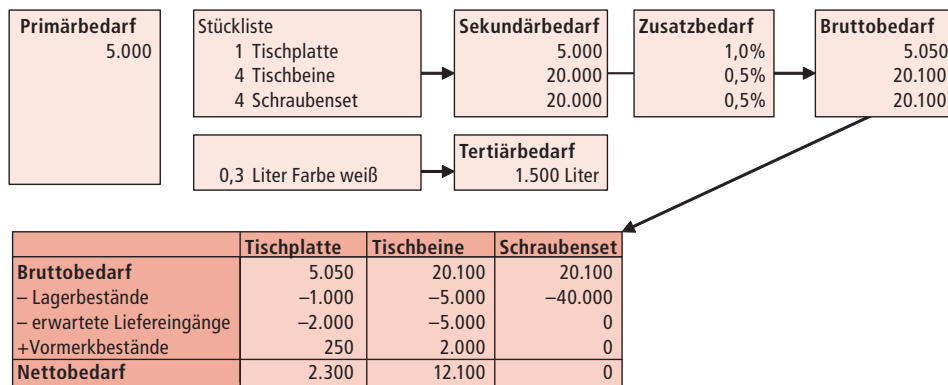 Primärbedarf
5.000
Stückliste
1 Tischplatte
4 Tischbeine
4 Schraubenset
Sekundärbedarf
5.000
20.000
20.000
Zusatzbedarf
1,0%
0,5%
0,5%
Bruttobedarf
5.050
20.100
20.100
0,3 Liter Farbe weiß
Tertiärbedarf
1.500 Liter
Tischplatte Tischbeine Schraubenset
Bruttobedarf 5.050 20.100 20.100
– Lagerbestände –1.000 –5.000 –40.000
– erwartete Liefereingänge –2.000 –5.000 0
+Vormerkbestände 250 2.000 0
Nettobedarf 2.300 12.100 0